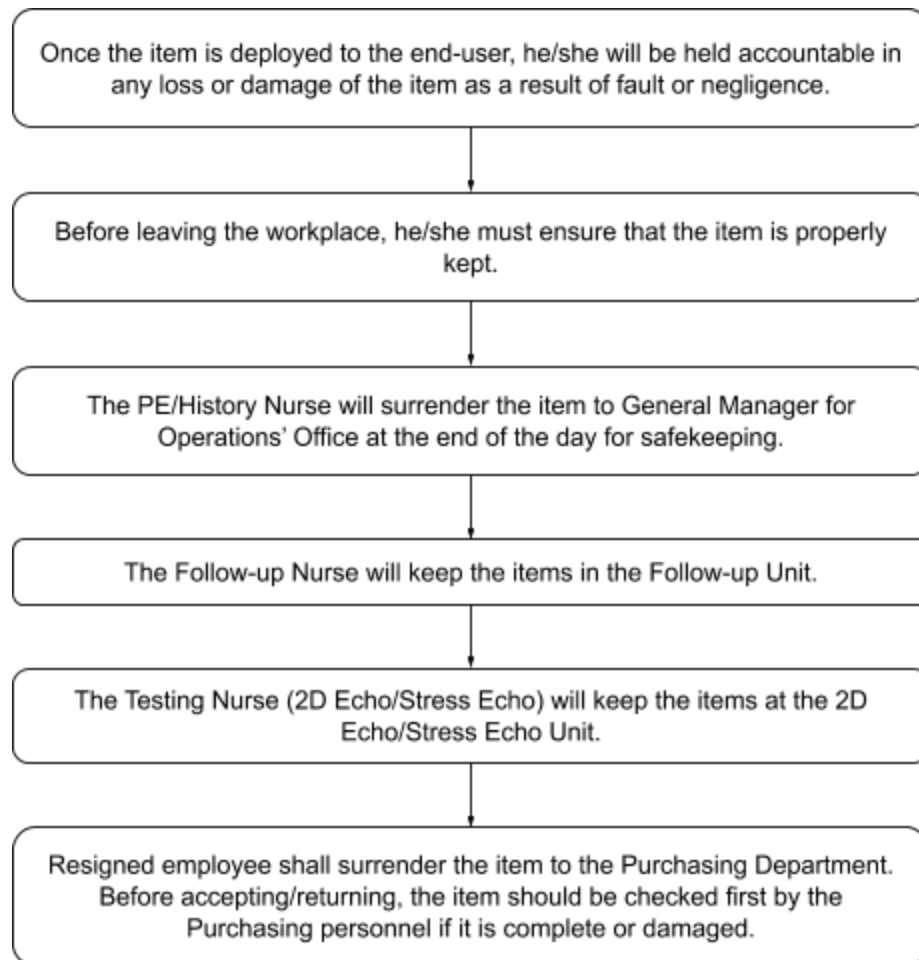 Once the item is deployed to the end-user, he/she will be held accountable in
any loss or damage of the item as a result of fault or negligence.
Before leaving the workplace, he/she must ensure that the item is properly
kept.
The PE/History Nurse will surrender the item to General Manager for
Operations’ Office at the end of the day for safekeeping.
The Follow-up Nurse will keep the items in the Follow-up Unit.
The Testing Nurse (2D Echo/Stress Echo) will keep the items at the 2D
Echo/Stress Echo Unit.
Resigned employee shall surrender the item to the Purchasing Department.
Before accepting/returning, the item should be checked first by the
Purchasing personnel if it is complete or damaged.